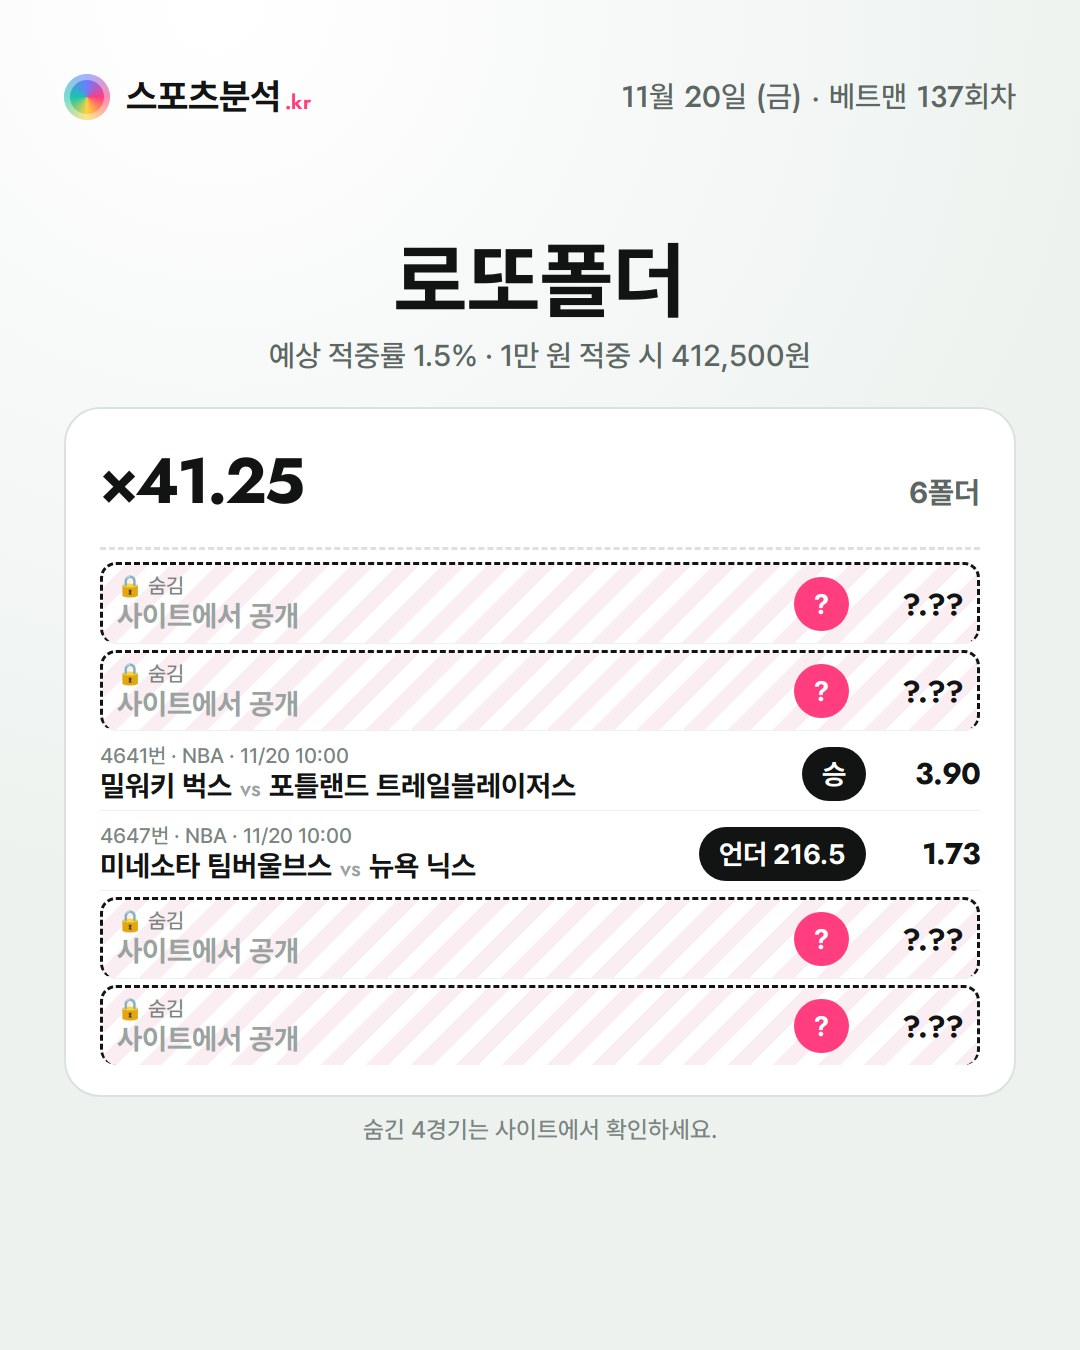 스포츠분석.kr
11월 20일 (금) · 베트맨 137회차
로또폴더
예상 적중률 1.5% · 1만 원 적중 시 412,500원
×41.25
6폴더
🔒 숨김
사이트에서 공개
?
?.??
🔒 숨김
사이트에서 공개
?
?.??
4641번 · NBA · 11/20 10:00
밀워키 벅스 vs 포틀랜드 트레일블레이저스
승
3.90
4647번 · NBA · 11/20 10:00
미네소타 팀버울브스 vs 뉴욕 닉스
언더 216.5
1.73
🔒 숨김
사이트에서 공개
?
?.??
🔒 숨김
사이트에서 공개
?
?.??
숨긴 4경기는 사이트에서 확인하세요.